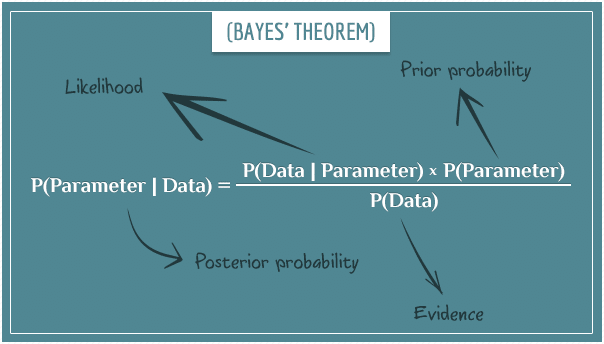 (BAYES' THEOREM)
Prior probability
Likelihood
P(Parameter | Data) = P(Data | Parameter) x P(Parameter)
P(Data)
Posterior probability
Evidence